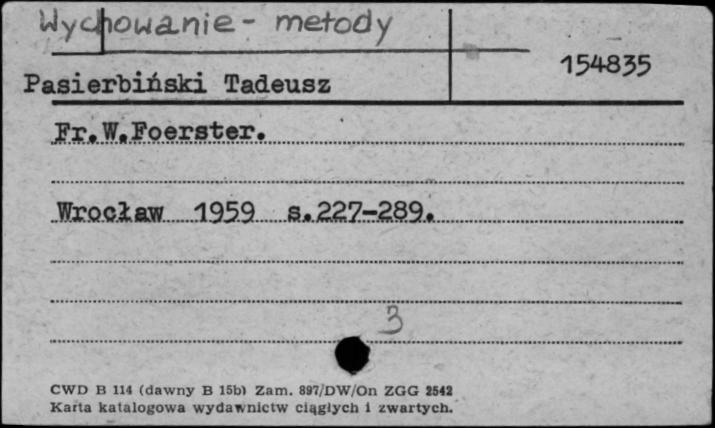 Wychowanie - metody
154835
Pasierbiński Tadeusz
Fr.W.Foerster.
Wrocław 1959 s.227-289.
3
CWD B 114 (dawny B 15b) Zam. 897/DW/On ZGG 2542
Karta katalogowa wydawnictw ciągłych i zwartych.